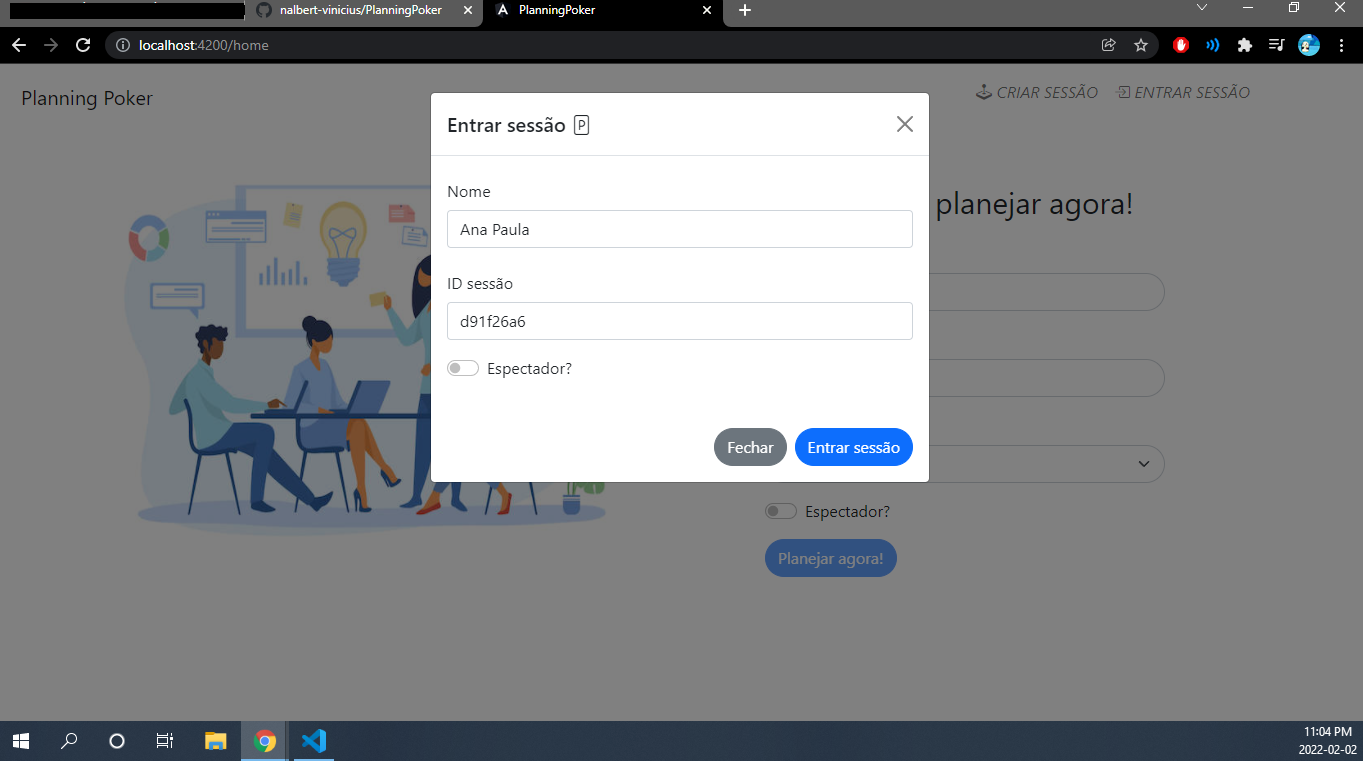 nalbert-vinicius/PlanningPoker
PlanningPoker
localhost:4200/home
Planning Poker
CRIAR SESSÃO
ENTRAR SESSÃO
Entrar sessão P
planejar agora!
Nome
Ana Paula
ID sessão
d91f26a6
Espectador?
Fechar
Entrar sessão
Espectador?
Planejar agora!
11:04 PM
2022-02-02